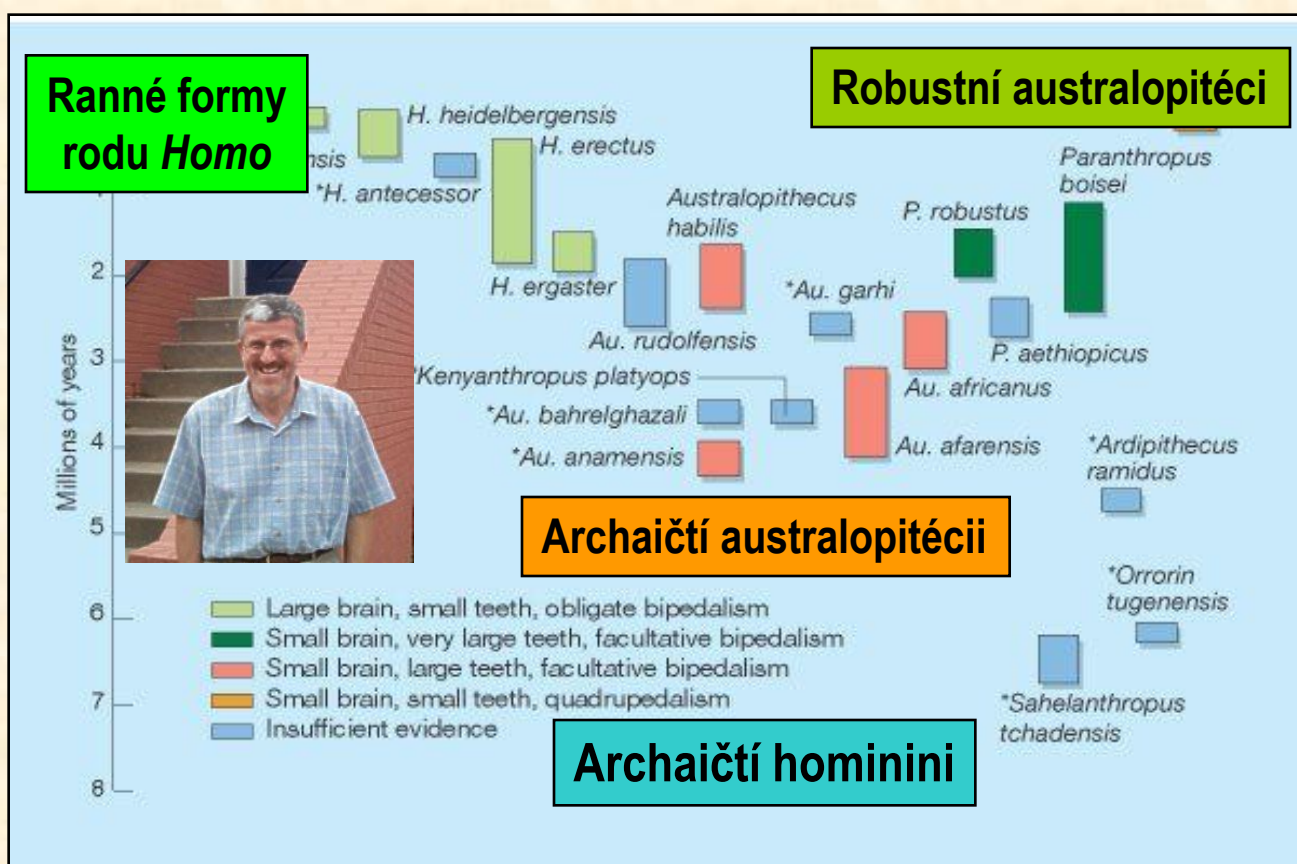 Ranné formy
rodu Homo
Robustní australopitéci
H. heidelbergensis
H. erectus
*H. antecessor
Paranthropus
boisei
Australopithecus
habilis
P. robustus
2
H. ergaster
*Au. garhi
Au. rudolfensis
P. aethiopicus
Millions of years
3
Kenyanthropus platyops
Au. africanus
*Au. bahrelghazali
4
*Au. anamensis
Au. afarensis
*Ardipithecus
ramidus
5
Archaičtí australopitécii
*Orrorin
tugenensis
6
Large brain, small teeth, obligate bipedalism
Small brain, very large teeth, facultative bipedalism
Small brain, large teeth, facultative bipedalism
Small brain, small teeth, quadrupedalism
Insufficient evidence
7
*Sahelanthropus
tchadensis
Archaičtí hominini
8